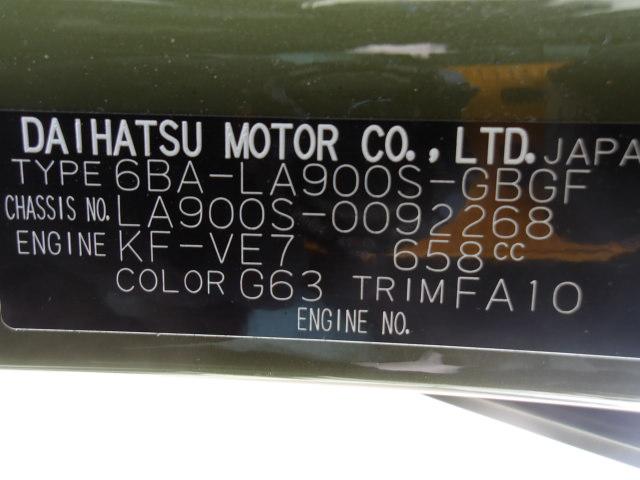 DAIHATSU MOTOR CO., LTD. JAPA
TYPE 6BA-LA900S-GBGF
CHASSIS NO. LA900S-0092268
ENGINE KF-VE7 658cc
COLOR G63 TRIM FA10
ENGINE NO.